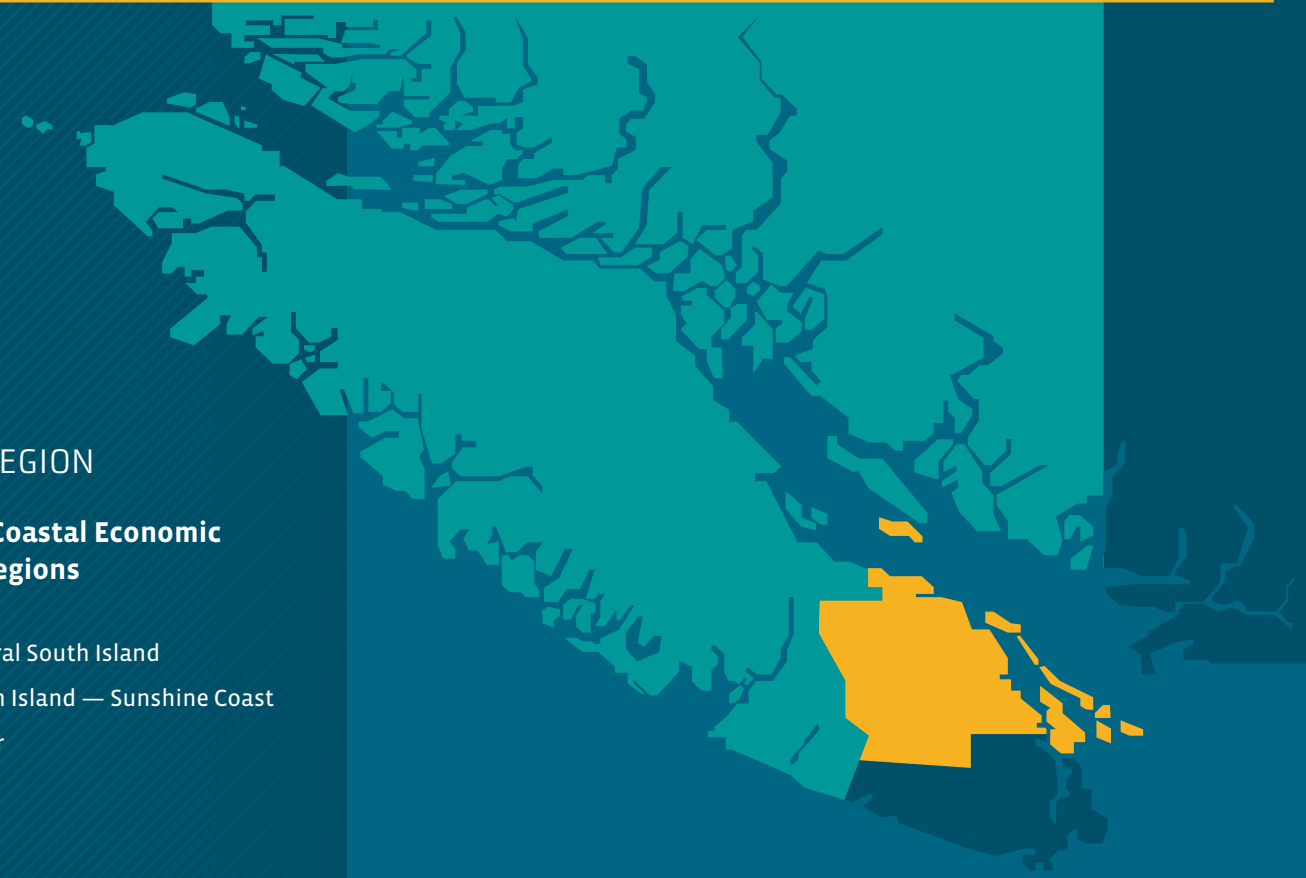 EGION
Coastal Economic
egions
al South Island
Island — Sunshine Coast